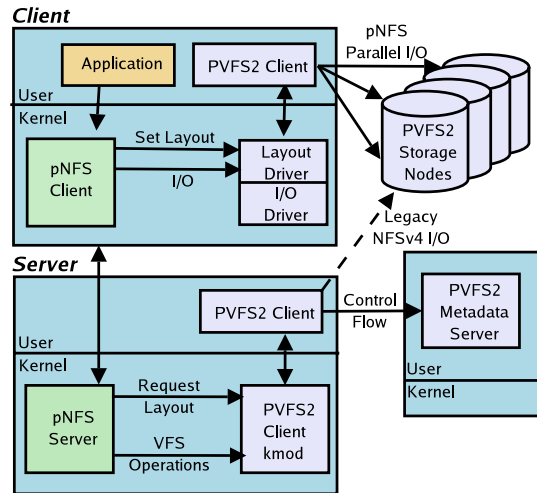 Client
Application
PVFS2 Client
pNFS
Parallel I/O
User
Kernel
Set Layout
pNFS
Client
I/O
Layout
Driver
I/O
Driver
PVFS2
Storage
Nodes
Legacy
NFSv4 I/O
Server
PVFS2 Client
Control
Flow
PVFS2
Metadata
Server
User
Kernel
User
Kernel
Request
Layout
pNFS
Server
VFS
Operations
PVFS2
Client
kmod